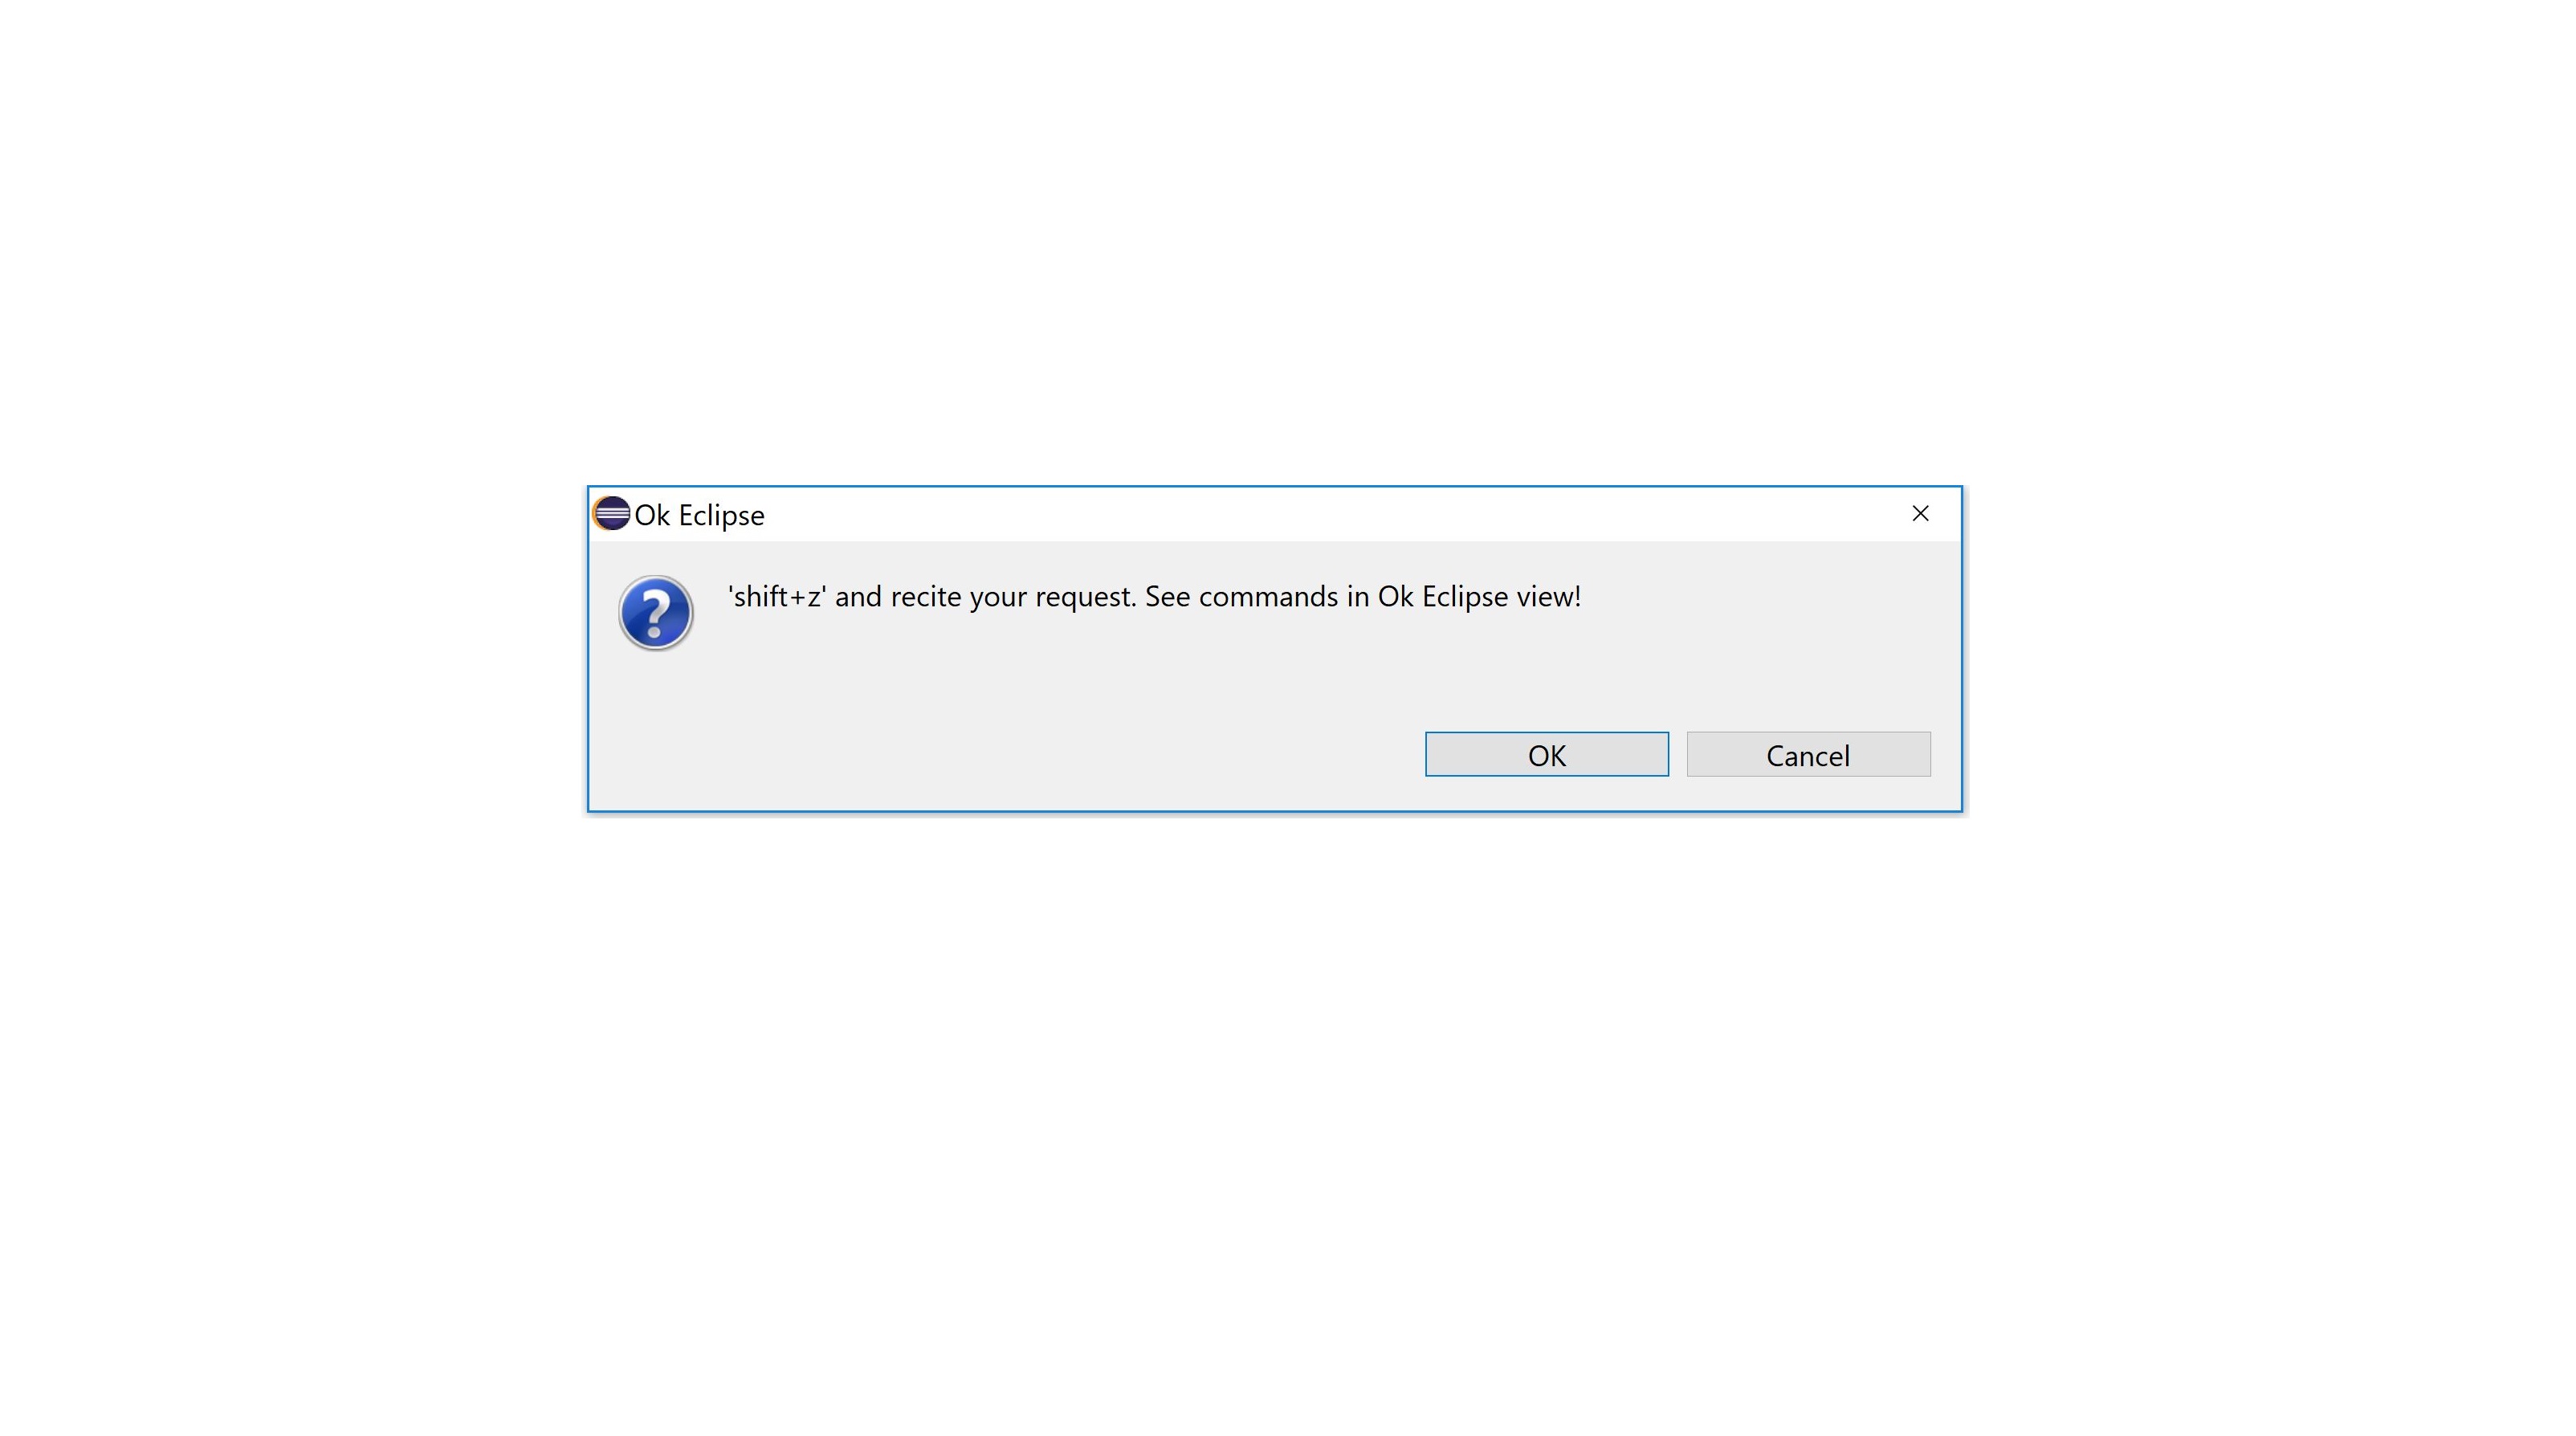 Ok Eclipse
'shift+z' and recite your request. See commands in Ok Eclipse view!
OK
Cancel